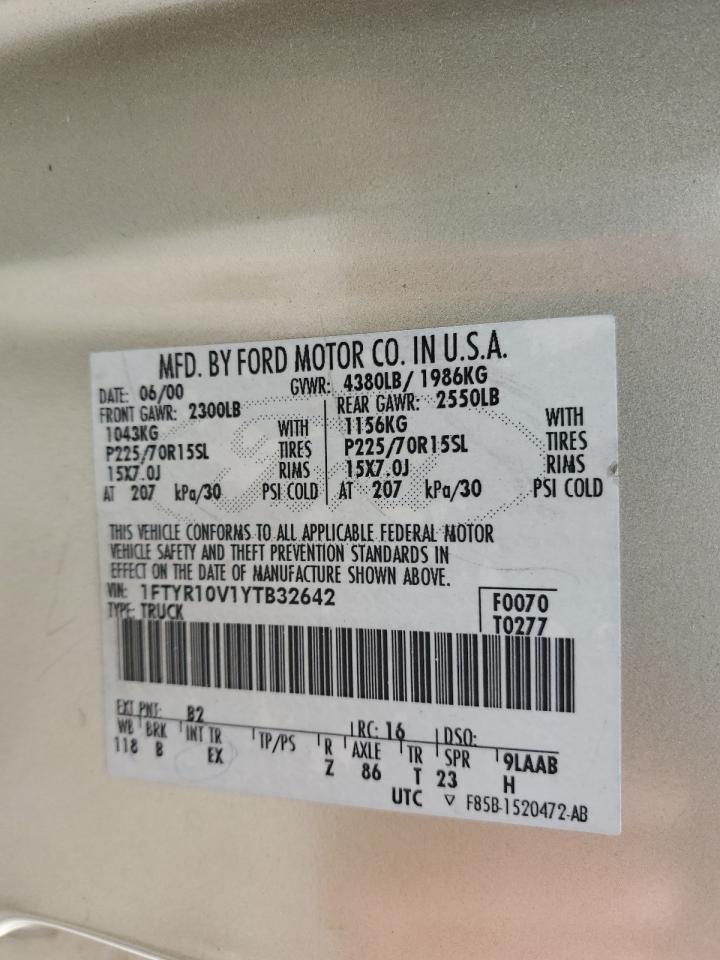 MFD. BY FORD MOTOR CO. IN U.S.A.
DATE: 06/00 GVWR: 4380LB/ 1986KG
FRONT GAWR: 2300LB REAR GAWR: 2550LB
1043KG WITH 1156KG WITH
P225/70R15SL TIRES P225/70R15SL TIRES
15X7.0J RIMS 15X7.0J RIMS
AT 207 kPa/30 PSI COLD AT 207 kPa/30 PSI COLD
THIS VEHICLE CONFORMS TO ALL APPLICABLE FEDERAL MOTOR
VEHICLE SAFETY AND THEFT PREVENTION STANDARDS IN
EFFECT ON THE DATE OF MANUFACTURE SHOWN ABOVE.
VIN: 1FTYR10V1YTB32642 F0070
TYPE: TRUCK T0277
EXT PNT: B2 RC: 16 DSO:
WB BRK INT TR TP/PS R AXLE TR SPR 9LAAB
118 B EX Z 86 T 23 H
UTC ▽ F85B-1520472-AB